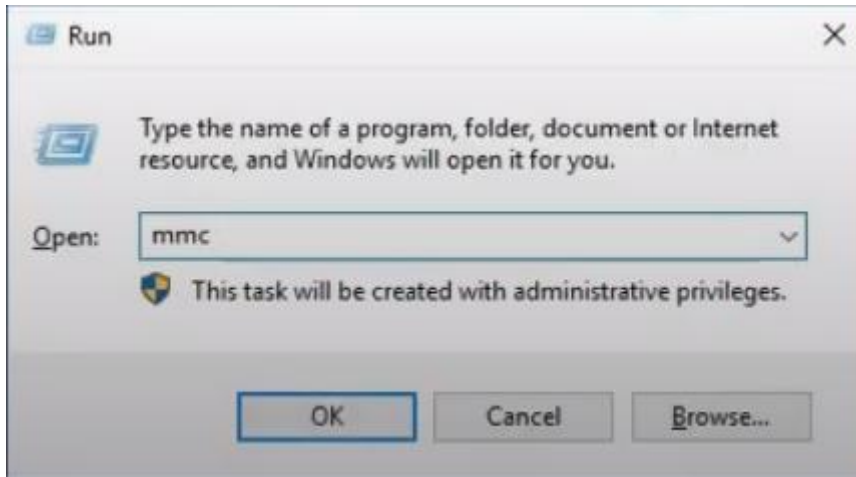 Run
Type the name of a program, folder, document or Internet
resource, and Windows will open it for you.
Open:
mmc
This task will be created with administrative privileges.
OK
Cancel
Browse...